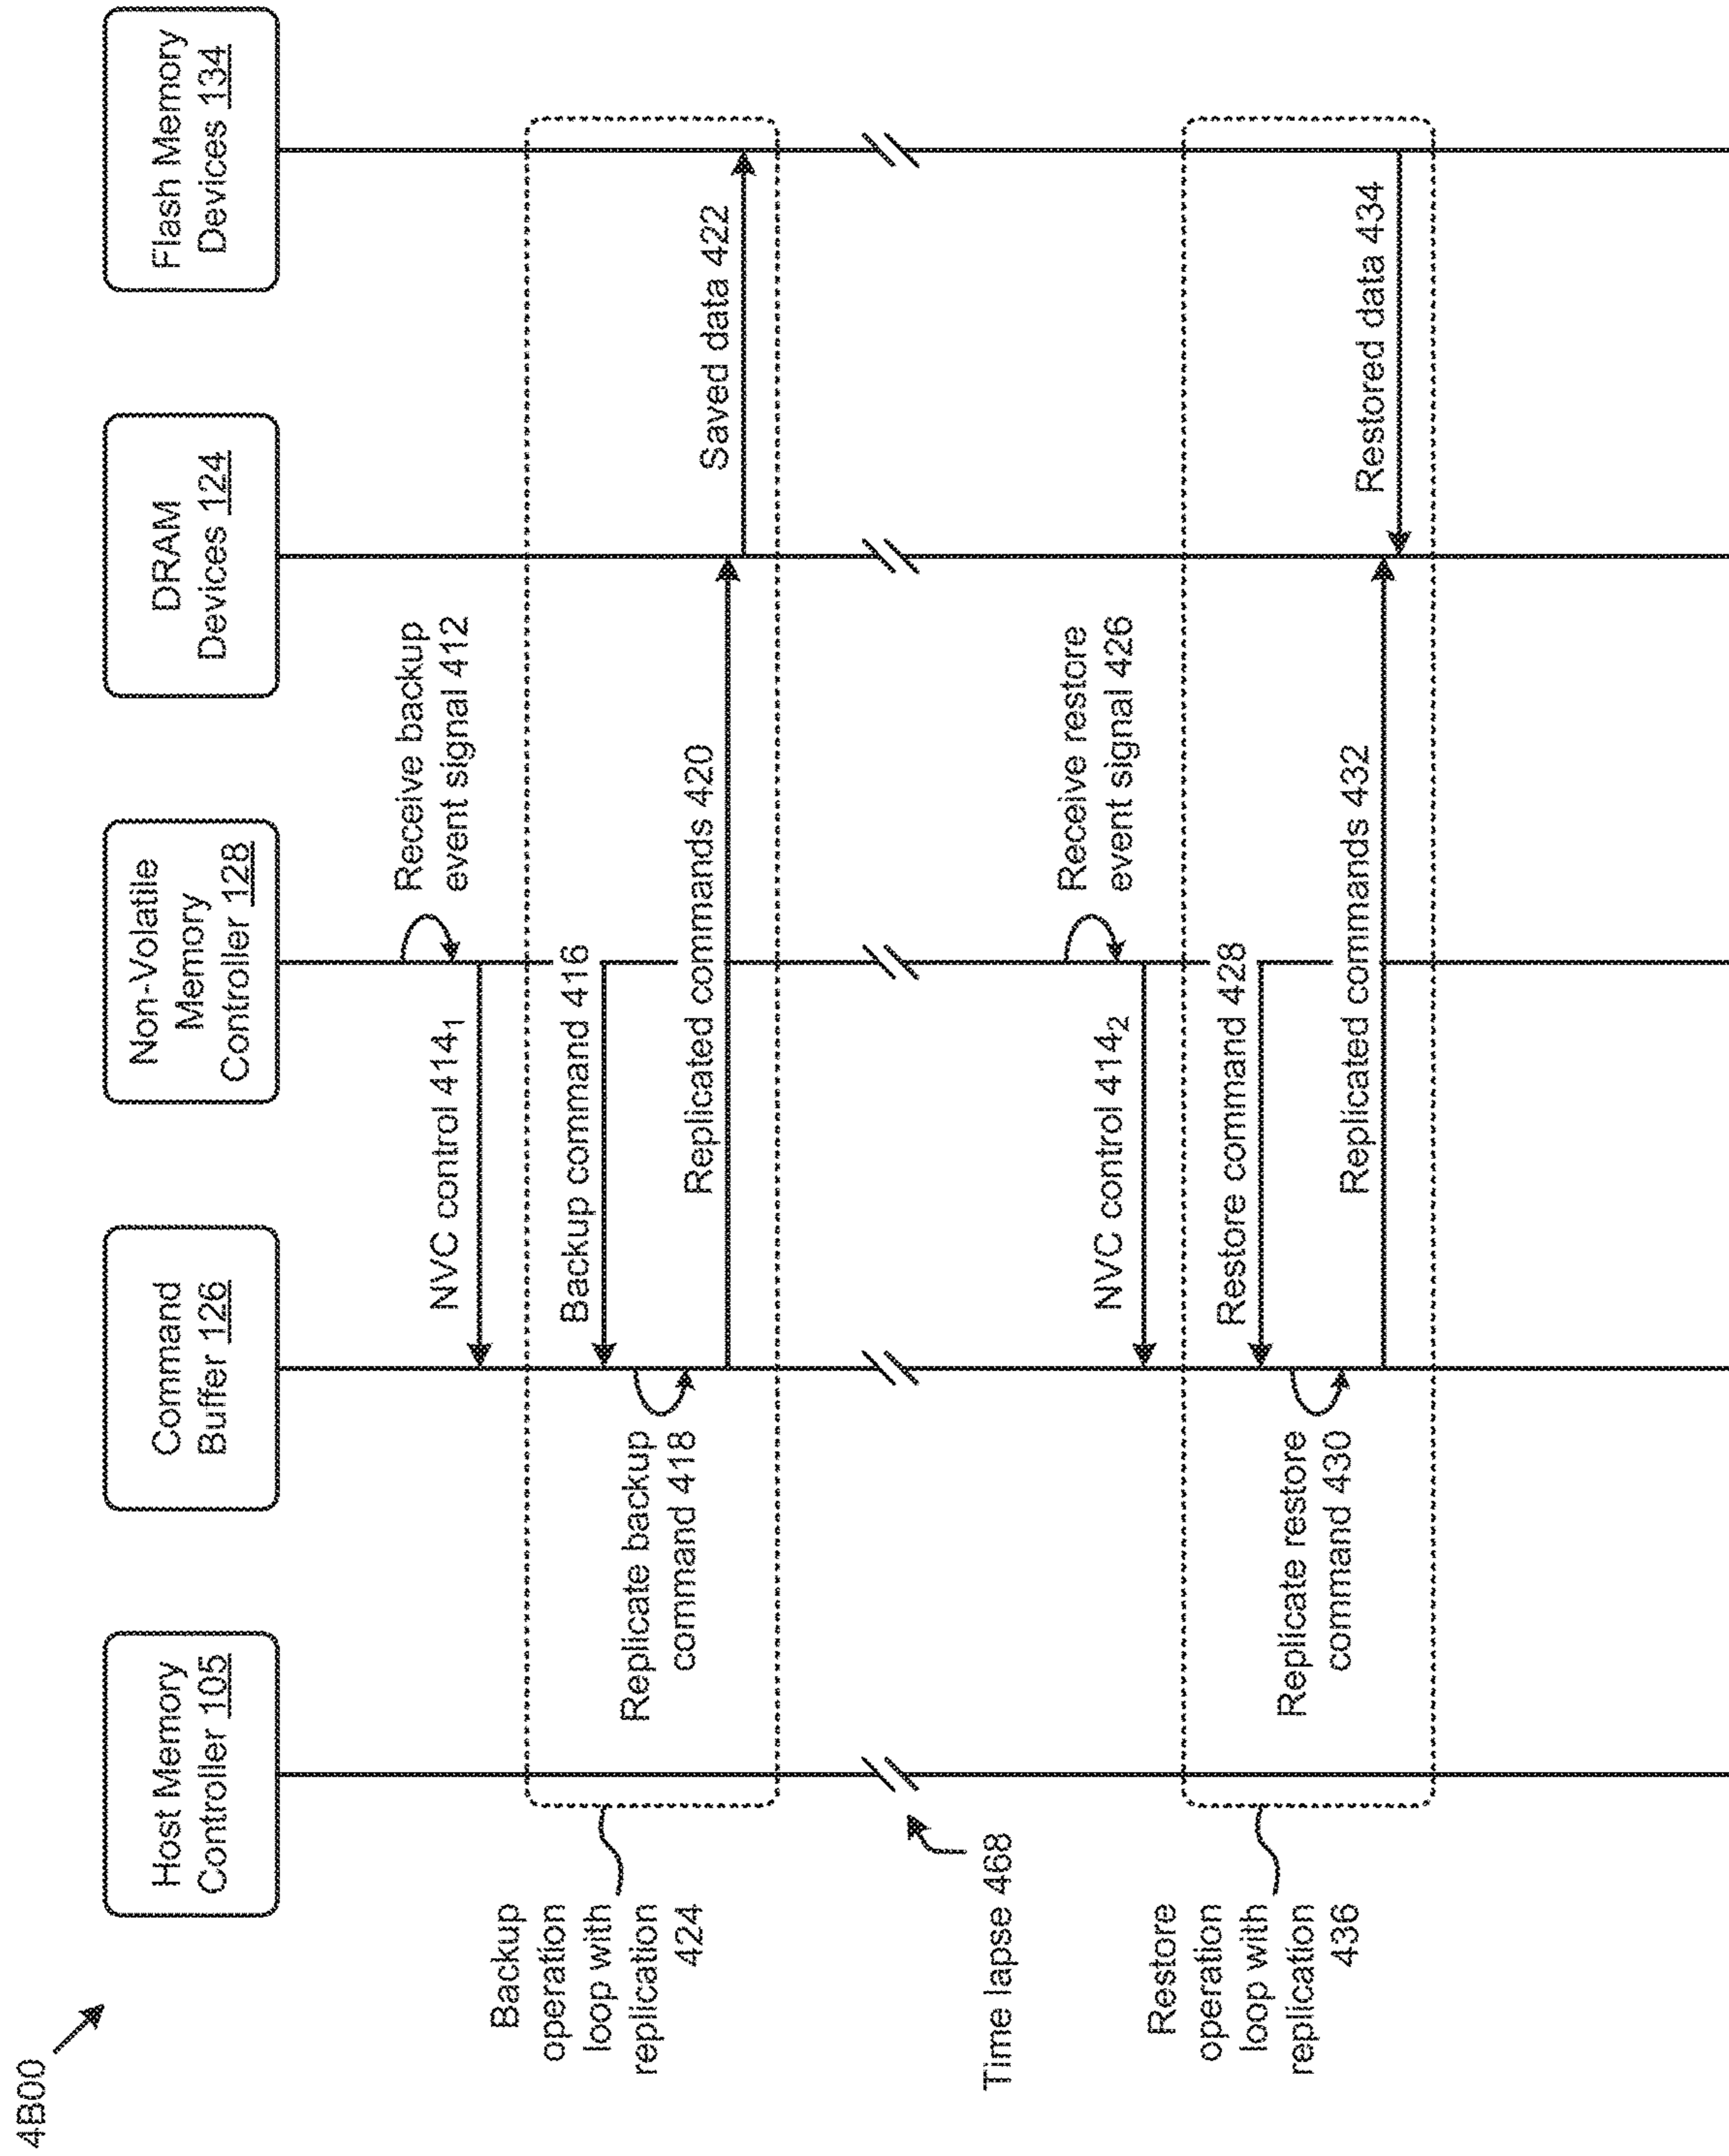 4B00
Host Memory
Controller 105
Command
Buffer 126
Non-Volatile
Memory
Controller 128
DRAM
Devices 124
Flash Memory
Devices 134
Receive backup
event signal 412
NVC control 414₁
Backup
operation
loop with
replication
424
Backup command 416
Replicate backup
command 418
Replicated commands 420
Saved data 422
Time lapse 468
Receive restore
event signal 426
NVC control 414₂
Restore
operation
loop with
replication
436
Restore command 428
Replicate restore
command 430
Replicated commands 432
Restored data 434